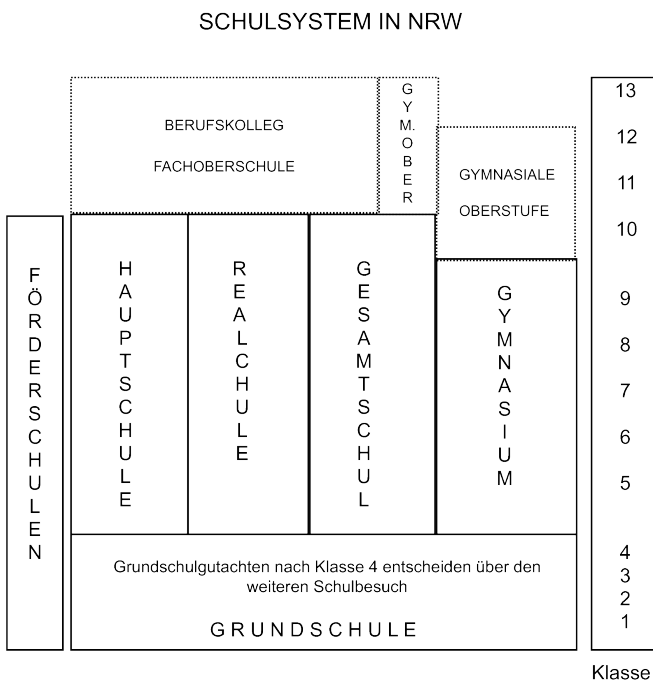 SCHULSYSTEM IN NRW
BERUFSKOLLEG
FACHOBERSCHULE
GYM.OBER
GYMNASIALE
OBERSTUFE
FÖRDERSCHULEN
HAUPTSCHULE
REALCHULE
GESAMTSCHUL
GYMNASIUM
Grundschulgutachten nach Klasse 4 entscheiden über den
weiteren Schulbesuch
GRUNDSCHULE
13
12
11
10
9
8
7
6
5
4
3
2
1
Klasse